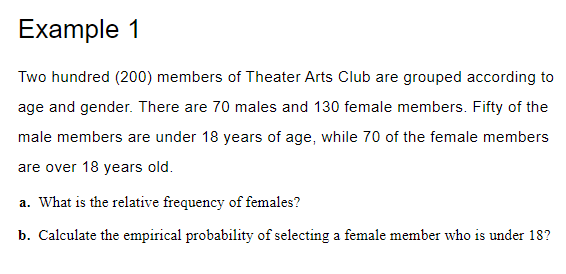 Example 1
Two hundred (200) members of Theater Arts Club are grouped according to
age and gender. There are 70 males and 130 female members. Fifty of the
male members are under 18 years of age, while 70 of the female members
are over 18 years old.
a. What is the relative frequency of females?
b. Calculate the empirical probability of selecting a female member who is under 18?